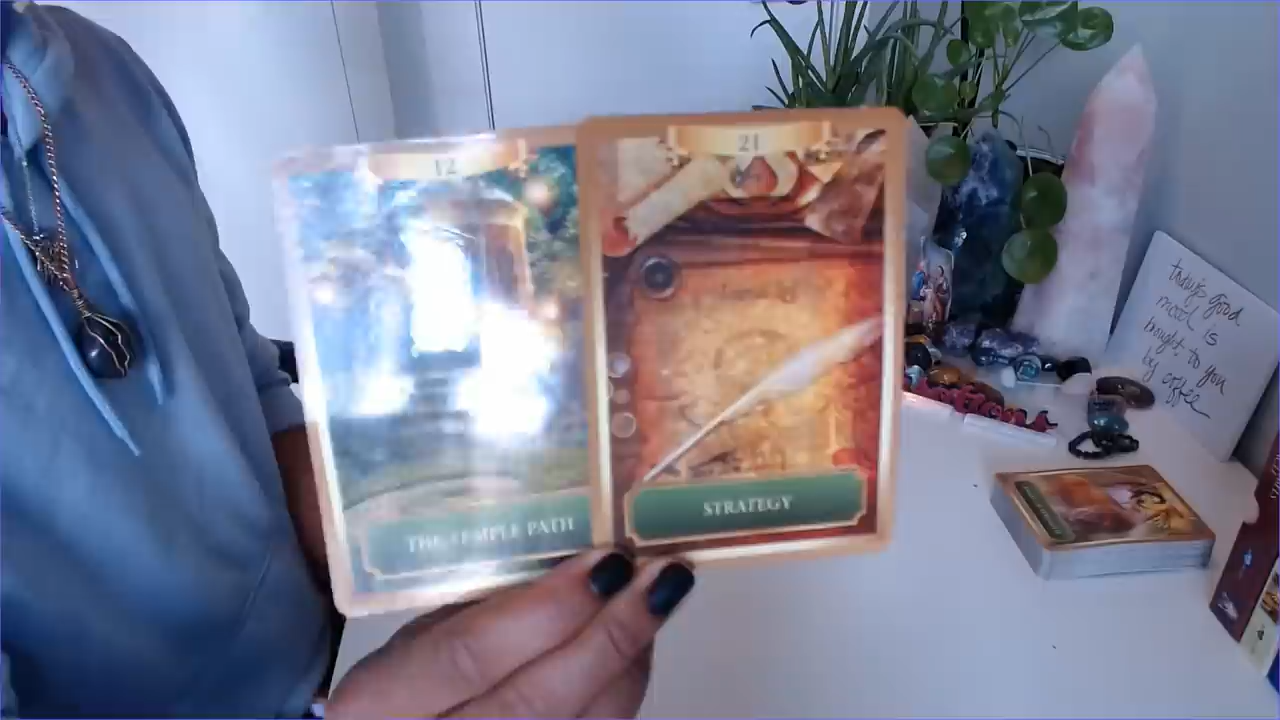 12
THE TEMPLE PATH
21
STRATEGY
today's good
mood is
brought to you
by coffee